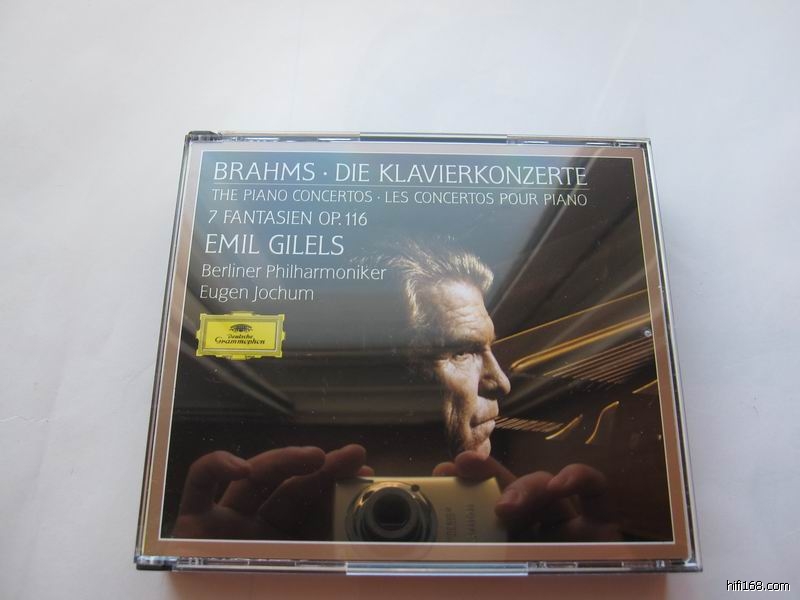 BRAHMS · DIE KLAVIERKONZERTE
THE PIANO CONCERTOS · LES CONCERTOS POUR PIANO
7 FANTASIEN OP. 116
EMIL GILELS
Berliner Philharmoniker
Eugen Jochum
Deutsche
Grammophon
hifi168.com